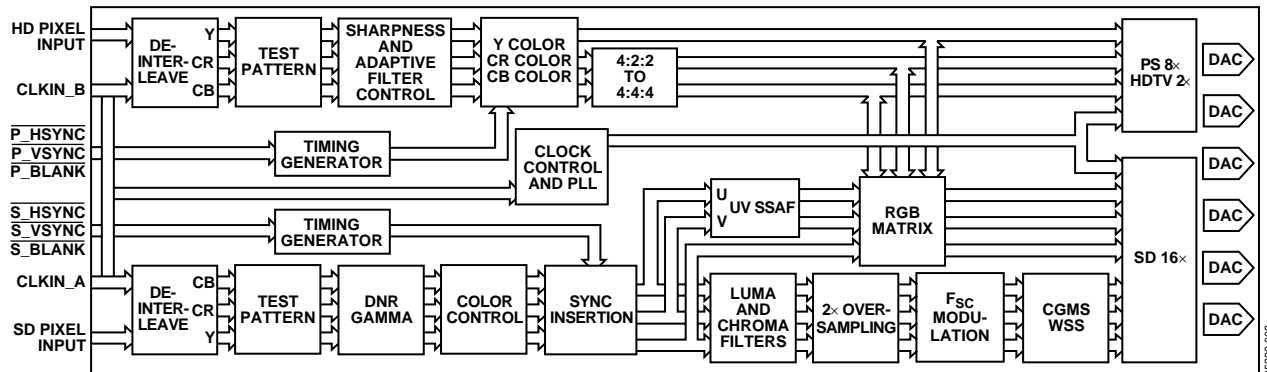 HD PIXEL
INPUT
CLKIN_B
P_HSYNC
P_VSYNC
P_BLANK
S_HSYNC
S_VSYNC
S_BLANK
CLKIN_A
SD PIXEL
INPUT
DE-
INTER-
LEAVE
Y
CR
CB
TEST
PATTERN
SHARPNESS
AND
ADAPTIVE
FILTER
CONTROL
Y COLOR
CR COLOR
CB COLOR
4:2:2
TO
4:4:4
PS 8×
HDTV 2×
TIMING
GENERATOR
CLOCK
CONTROL
AND PLL
TIMING
GENERATOR
U
V
UV SSAF
RGB
MATRIX
SD 16×
DE-
INTER-
LEAVE
CB
CR
Y
TEST
PATTERN
DNR
GAMMA
COLOR
CONTROL
SYNC
INSERTION
LUMA
AND
CHROMA
FILTERS
2× OVER-
SAMPLING
FSC
MODU-
LATION
CGMS
WSS
DAC
DAC
DAC
DAC
DAC
DAC